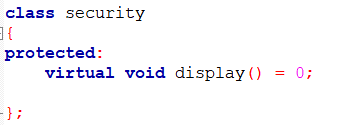 class security
{
protected:
    virtual void display() = 0;
};